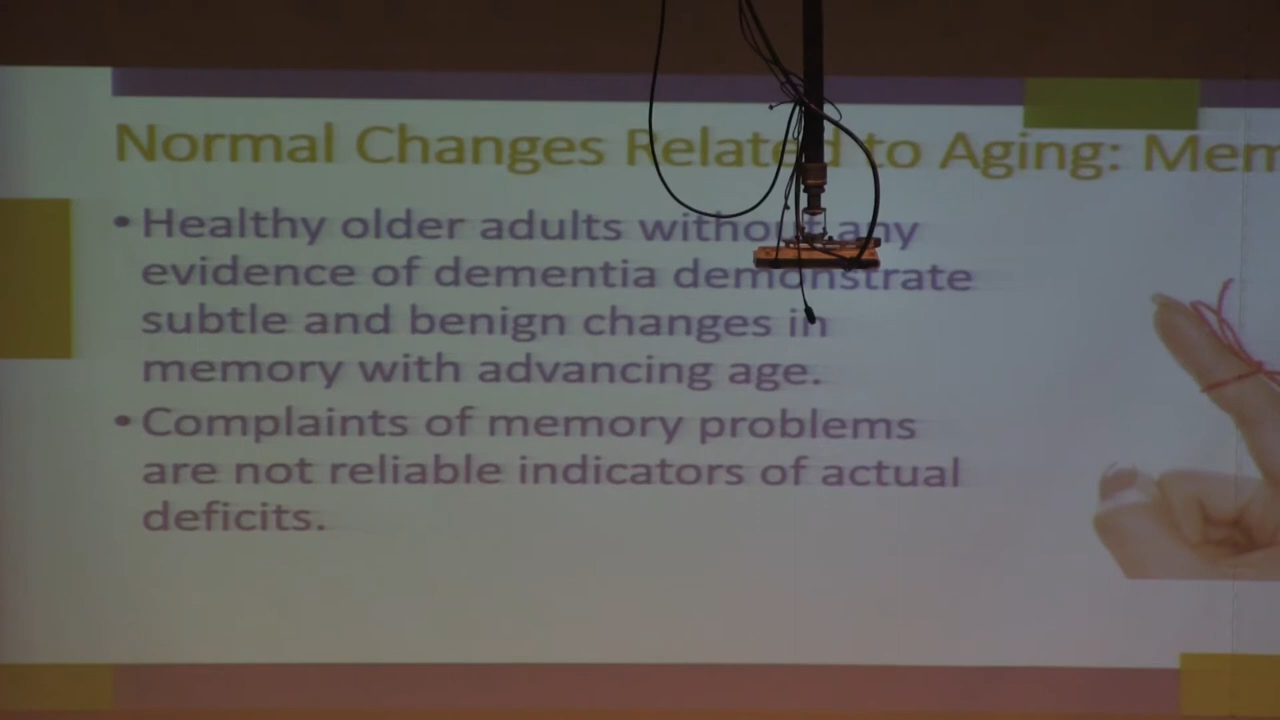 Normal Changes Related to Aging: Mem
• Healthy older adults without any
evidence of dementia demonstrate
subtle and benign changes in
memory with advancing age.
• Complaints of memory problems
are not reliable indicators of actual
deficits.